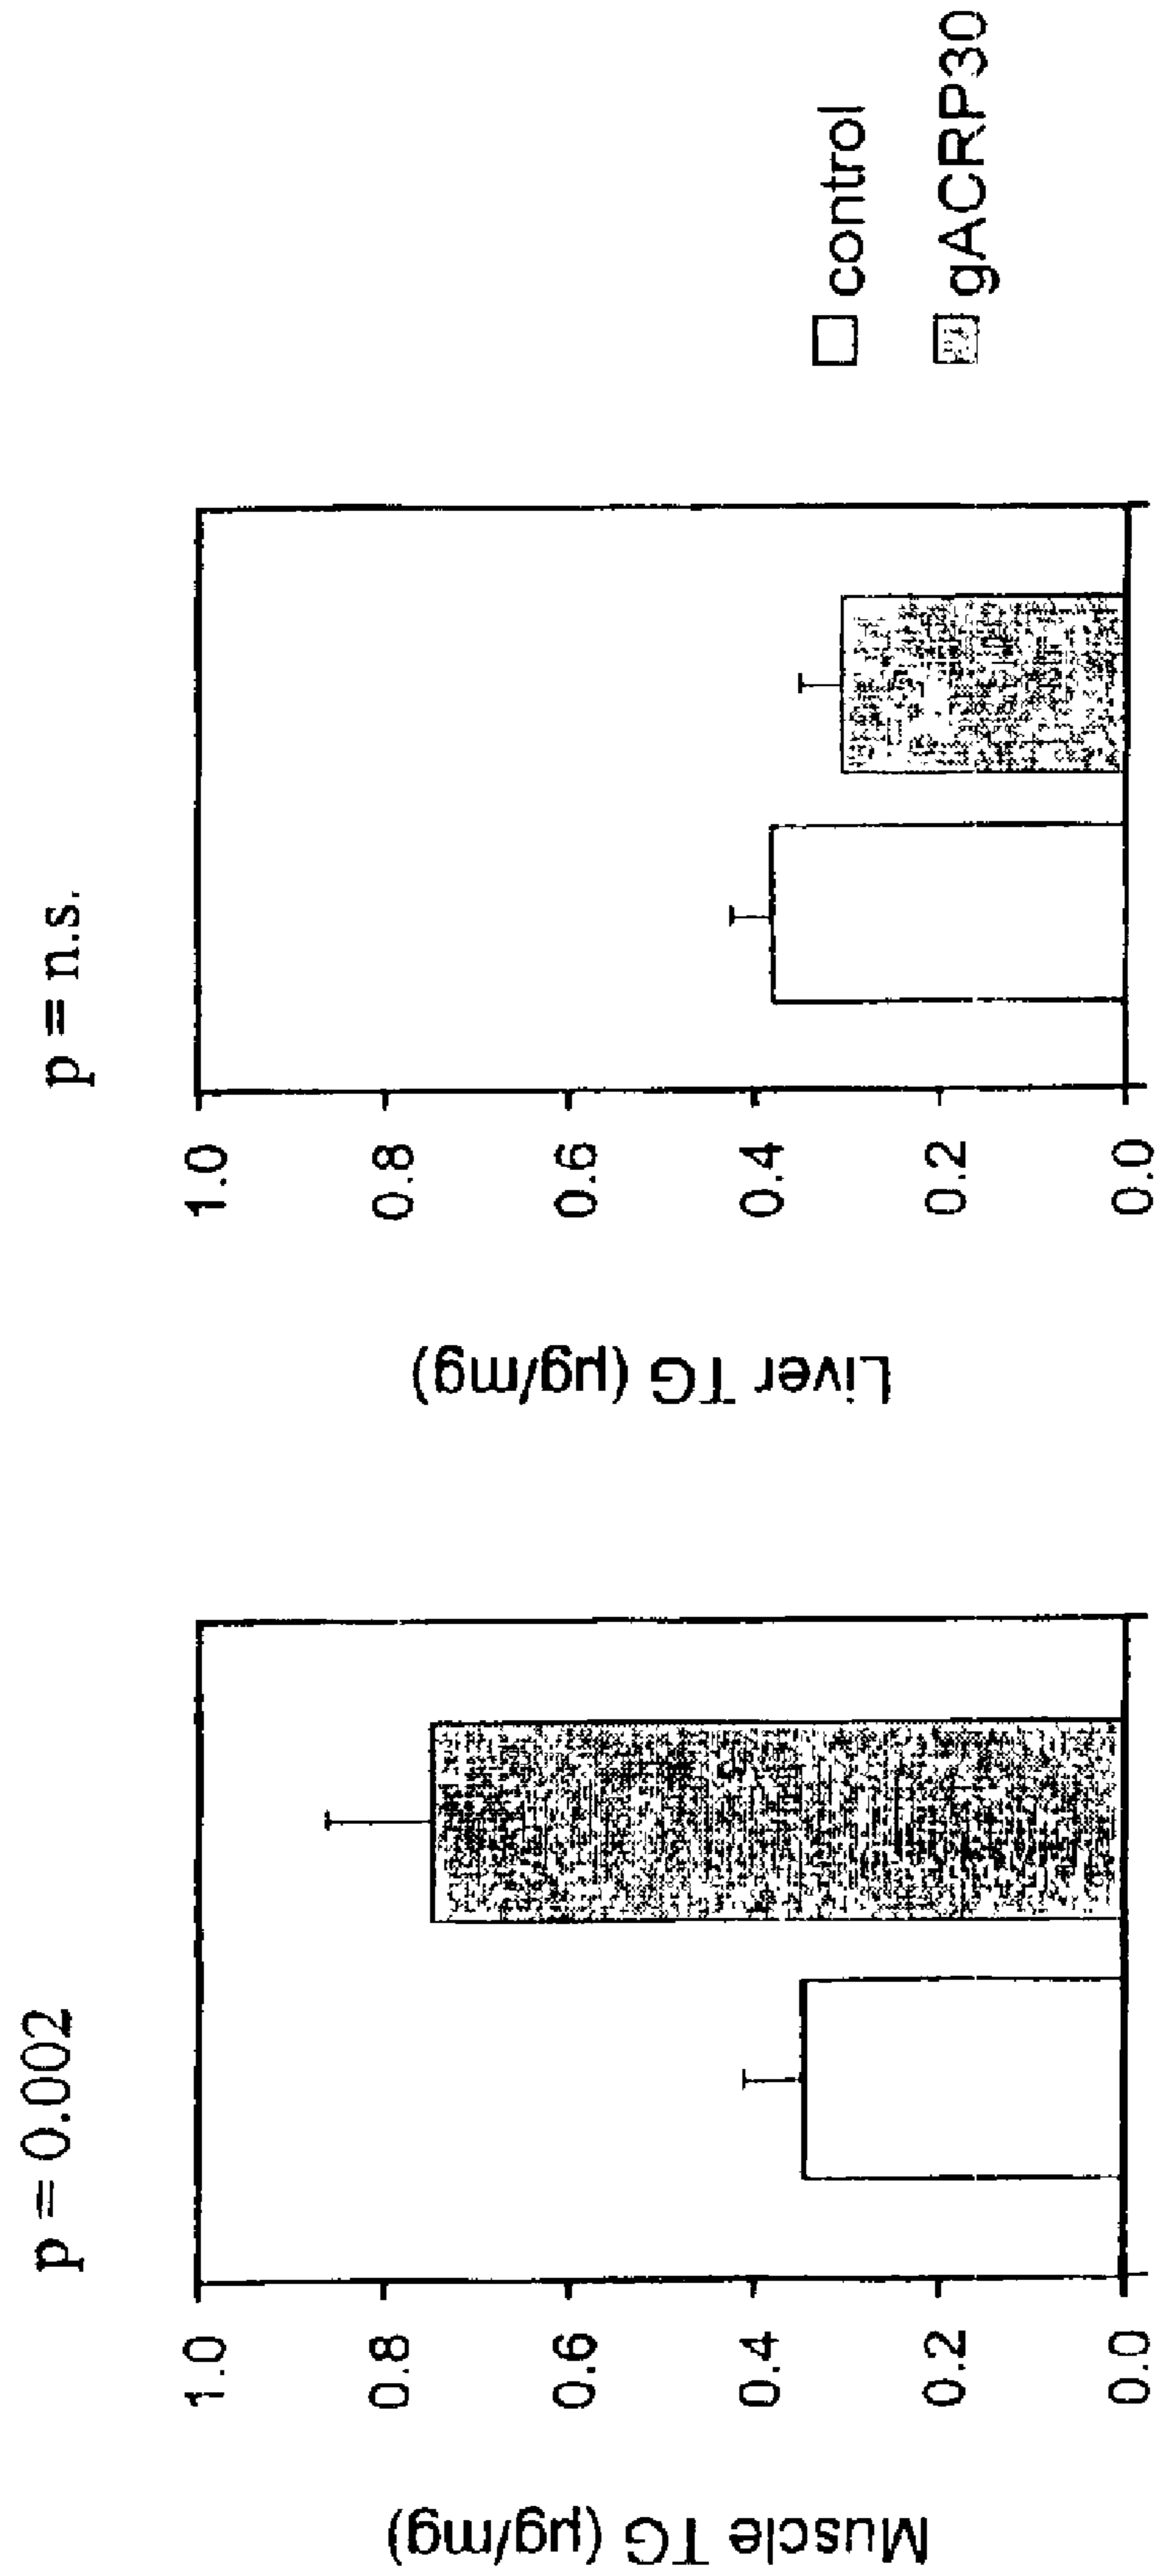 p = 0.002
1.0
0.8
0.6
0.4
0.2
0.0
Muscle TG (µg/mg)
p = n.s.
1.0
0.8
0.6
0.4
0.2
0.0
Liver TG (µg/mg)
control
gACRP30